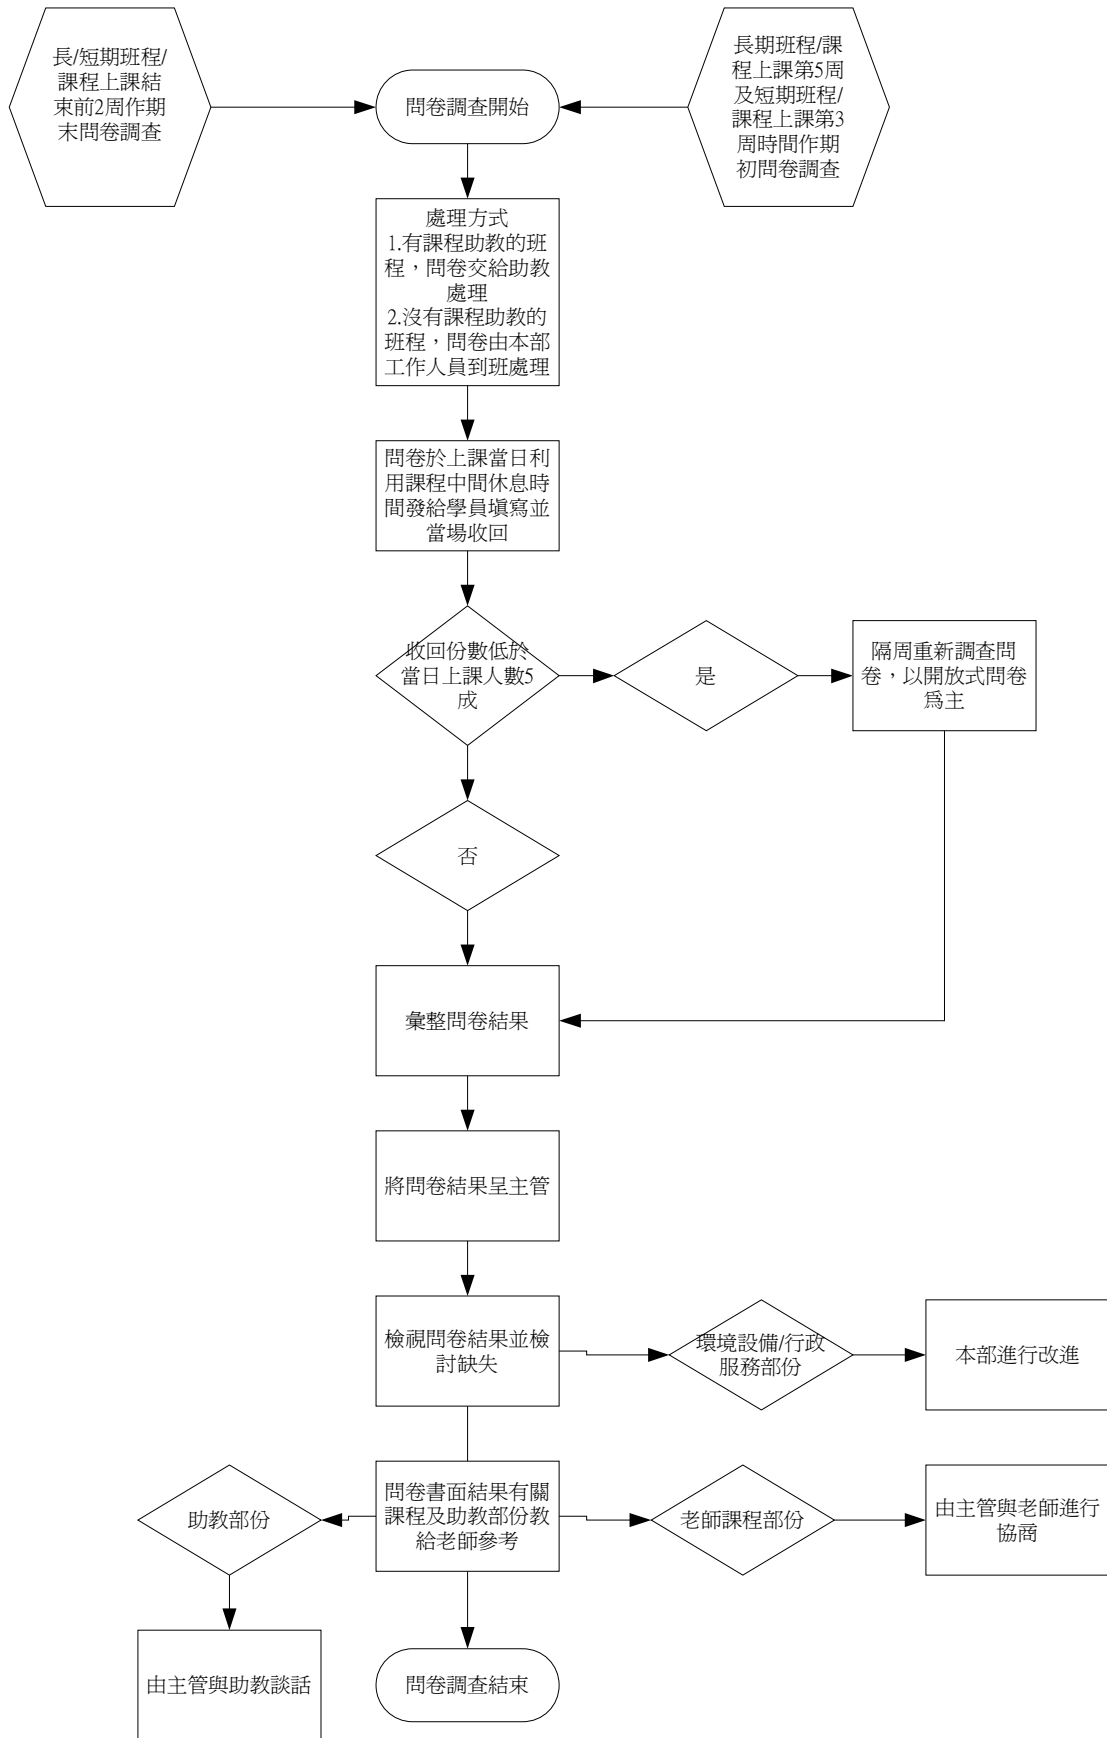 長/短期班程/
課程上課結
束前2周作期
末問卷調查
問卷調查開始
長期班程/課
程上課第5周
及短期班程/
課程上課第3
周時間作期
初問卷調查
處理方式
1.有課程助教的班
程，問卷交給助教
處理
2.沒有課程助教的
班程，問卷由本部
工作人員到班處理
問卷於上課當日利
用課程中間休息時
間發給學員填寫並
當場收回
收回份數低於
當日上課人數5
成
是
隔周重新調查問
卷，以開放式問卷
爲主
否
彙整問卷結果
將問卷結果呈主管
檢視問卷結果並檢
討缺失
環境設備/行政
服務部份
本部進行改進
助教部份
問卷書面結果有關
課程及助教部份教
給老師參考
老師課程部份
由主管與老師進行
協商
由主管與助教談話
問卷調查結束